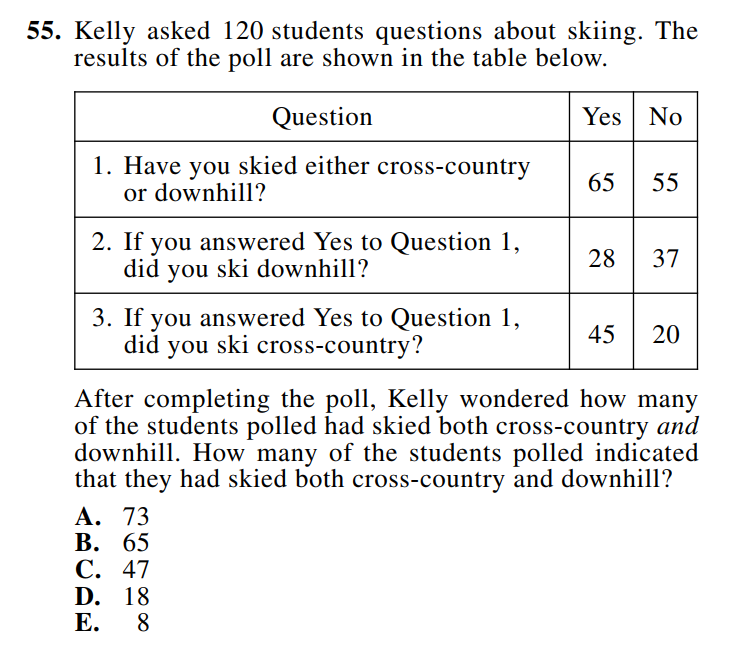 55. Kelly asked 120 students questions about skiing. The
results of the poll are shown in the table below.
Question Yes No
1. Have you skied either cross-country
or downhill? 65 55
2. If you answered Yes to Question 1,
did you ski downhill? 28 37
3. If you answered Yes to Question 1,
did you ski cross-country? 45 20
After completing the poll, Kelly wondered how many
of the students polled had skied both cross-country and
downhill. How many of the students polled indicated
that they had skied both cross-country and downhill?
A. 73
B. 65
C. 47
D. 18
E. 8